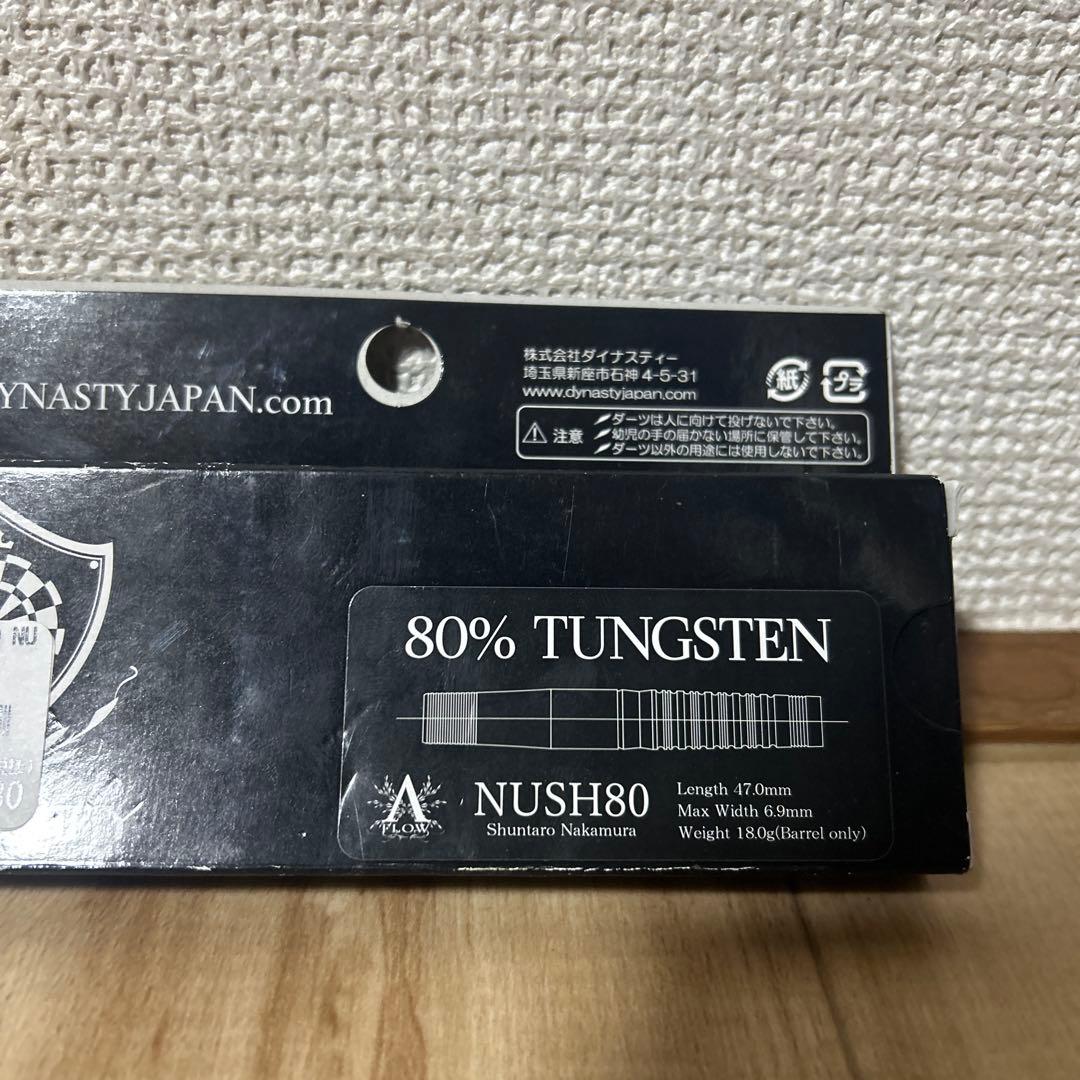 YNASTYJAPAN.com
株式会社ダイナスティー
埼玉県新座市石神 4-5-31
www.dynastyjapan.com
紙
プラ
注意
ダーツは人に向けて投げないで下さい。
幼児の手の届かない場所に保管して下さい。
ダーツ以外の用途には使用しないで下さい。
NU
80% TUNGSTEN
A
FLOW
NUSH80
Shuntaro Nakamura
Length 47.0mm
Max Width 6.9mm
Weight 18.0g(Barrel only)